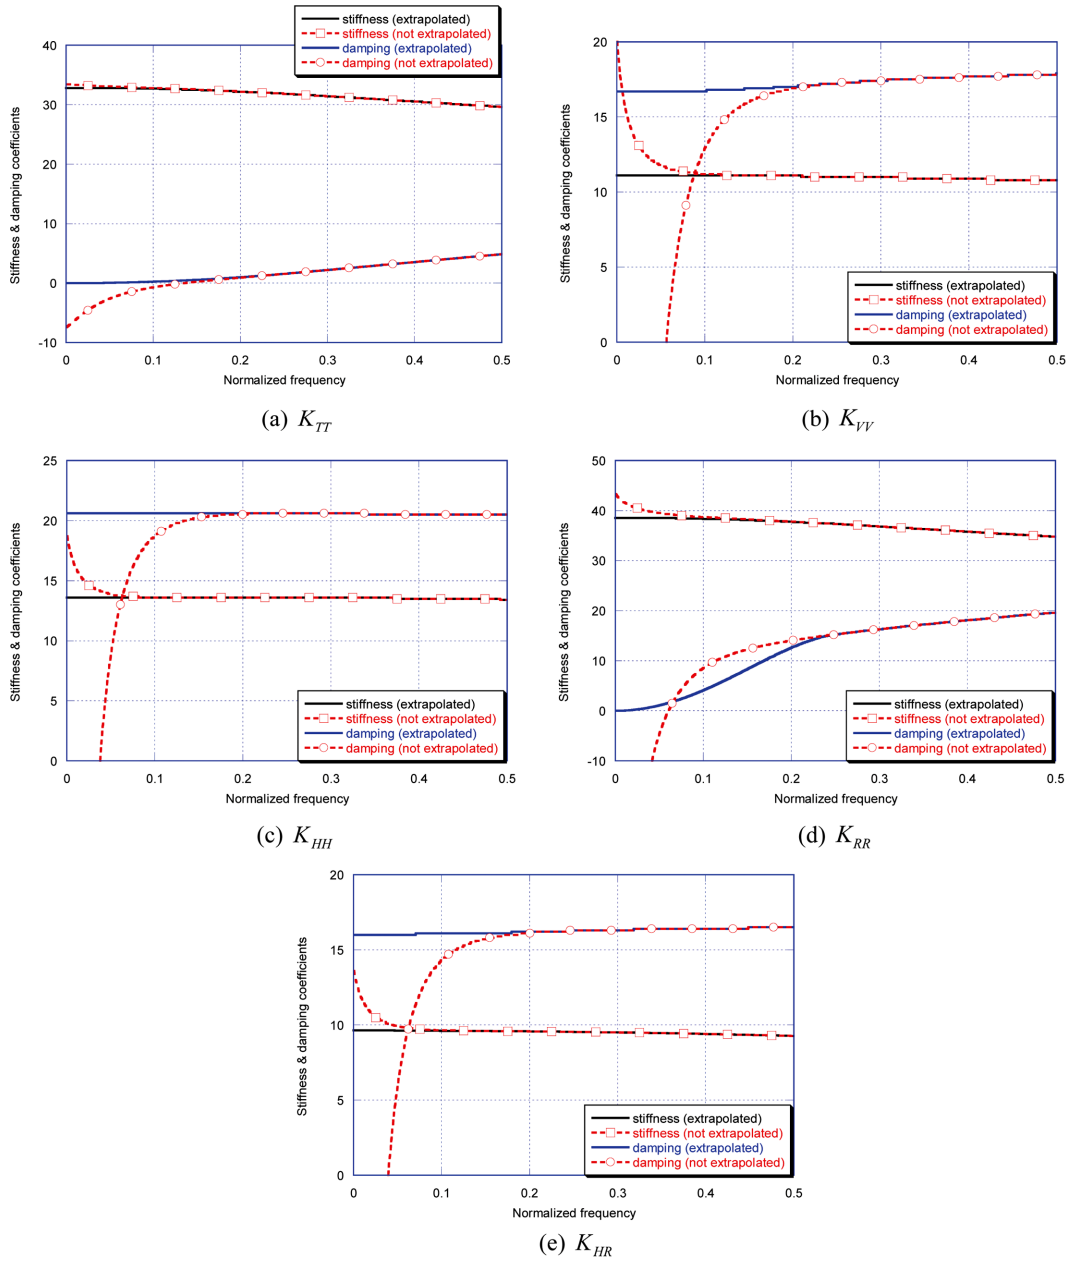 stiffness (extrapolated)
stiffness (not extrapolated)
damping (extrapolated)
damping (not extrapolated)
40
30
20
10
0
-10
Stiffness & damping coefficients
0
0.1
0.2
0.3
0.4
0.5
Normalized frequency
(a) K_TT
20
15
10
5
0
Stiffness & damping coefficients
stiffness (extrapolated)
stiffness (not extrapolated)
damping (extrapolated)
damping (not extrapolated)
0
0.1
0.2
0.3
0.4
0.5
Normalized frequency
(b) K_VV
25
20
15
10
5
0
Stiffness & damping coefficients
stiffness (extrapolated)
stiffness (not extrapolated)
damping (extrapolated)
damping (not extrapolated)
0
0.1
0.2
0.3
0.4
0.5
Normalized frequency
(c) K_HH
50
40
30
20
10
0
-10
Stiffness & damping coefficients
stiffness (extrapolated)
stiffness (not extrapolated)
damping (extrapolated)
damping (not extrapolated)
0
0.1
0.2
0.3
0.4
0.5
Normalized frequency
(d) K_RR
20
15
10
5
0
Stiffness & damping coefficients
stiffness (extrapolated)
stiffness (not extrapolated)
damping (extrapolated)
damping (not extrapolated)
0
0.1
0.2
0.3
0.4
0.5
Normalized frequency
(e) K_HR